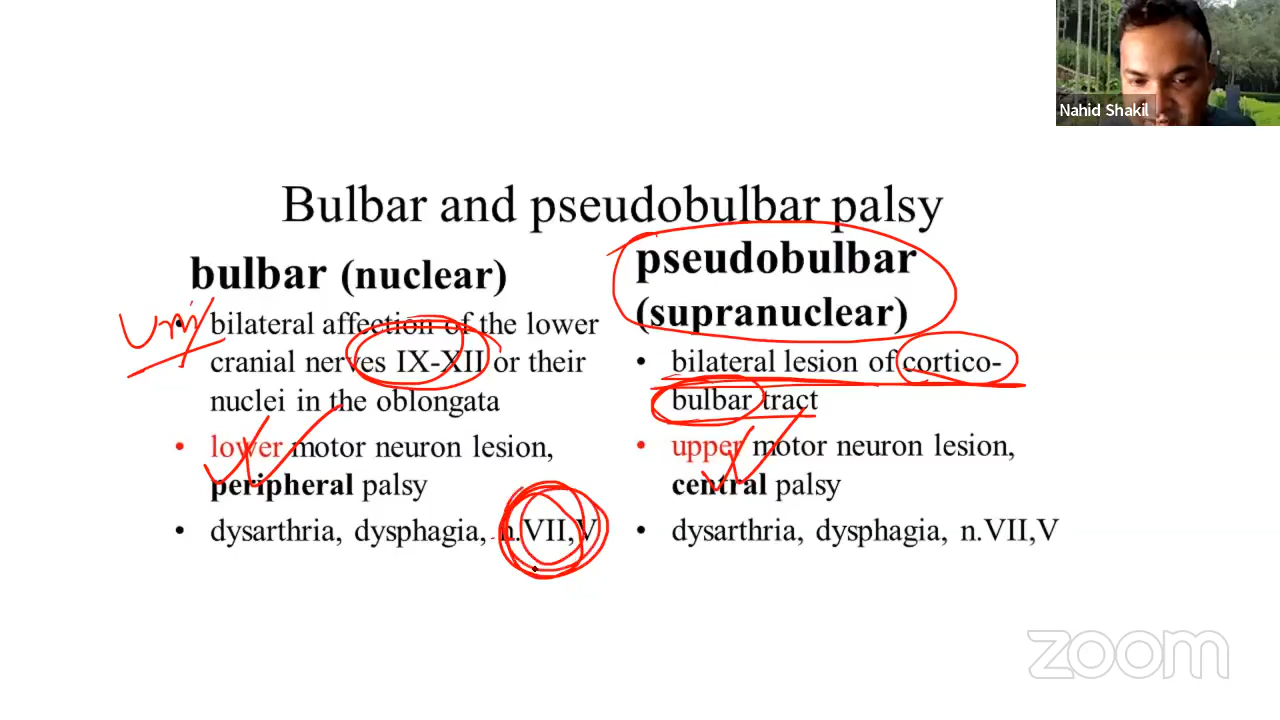 Nahid Shakil
Bulbar and pseudobulbar palsy
bulbar (nuclear)
Uni
• bilateral affection of the lower
cranial nerves IX-XII or their
nuclei in the oblongata
• lower motor neuron lesion,
peripheral palsy
• dysarthria, dysphagia, n.VII,V
pseudobulbar
(supranuclear)
• bilateral lesion of cortico-
bulbar tract
• upper motor neuron lesion,
central palsy
• dysarthria, dysphagia, n.VII,V
zoom